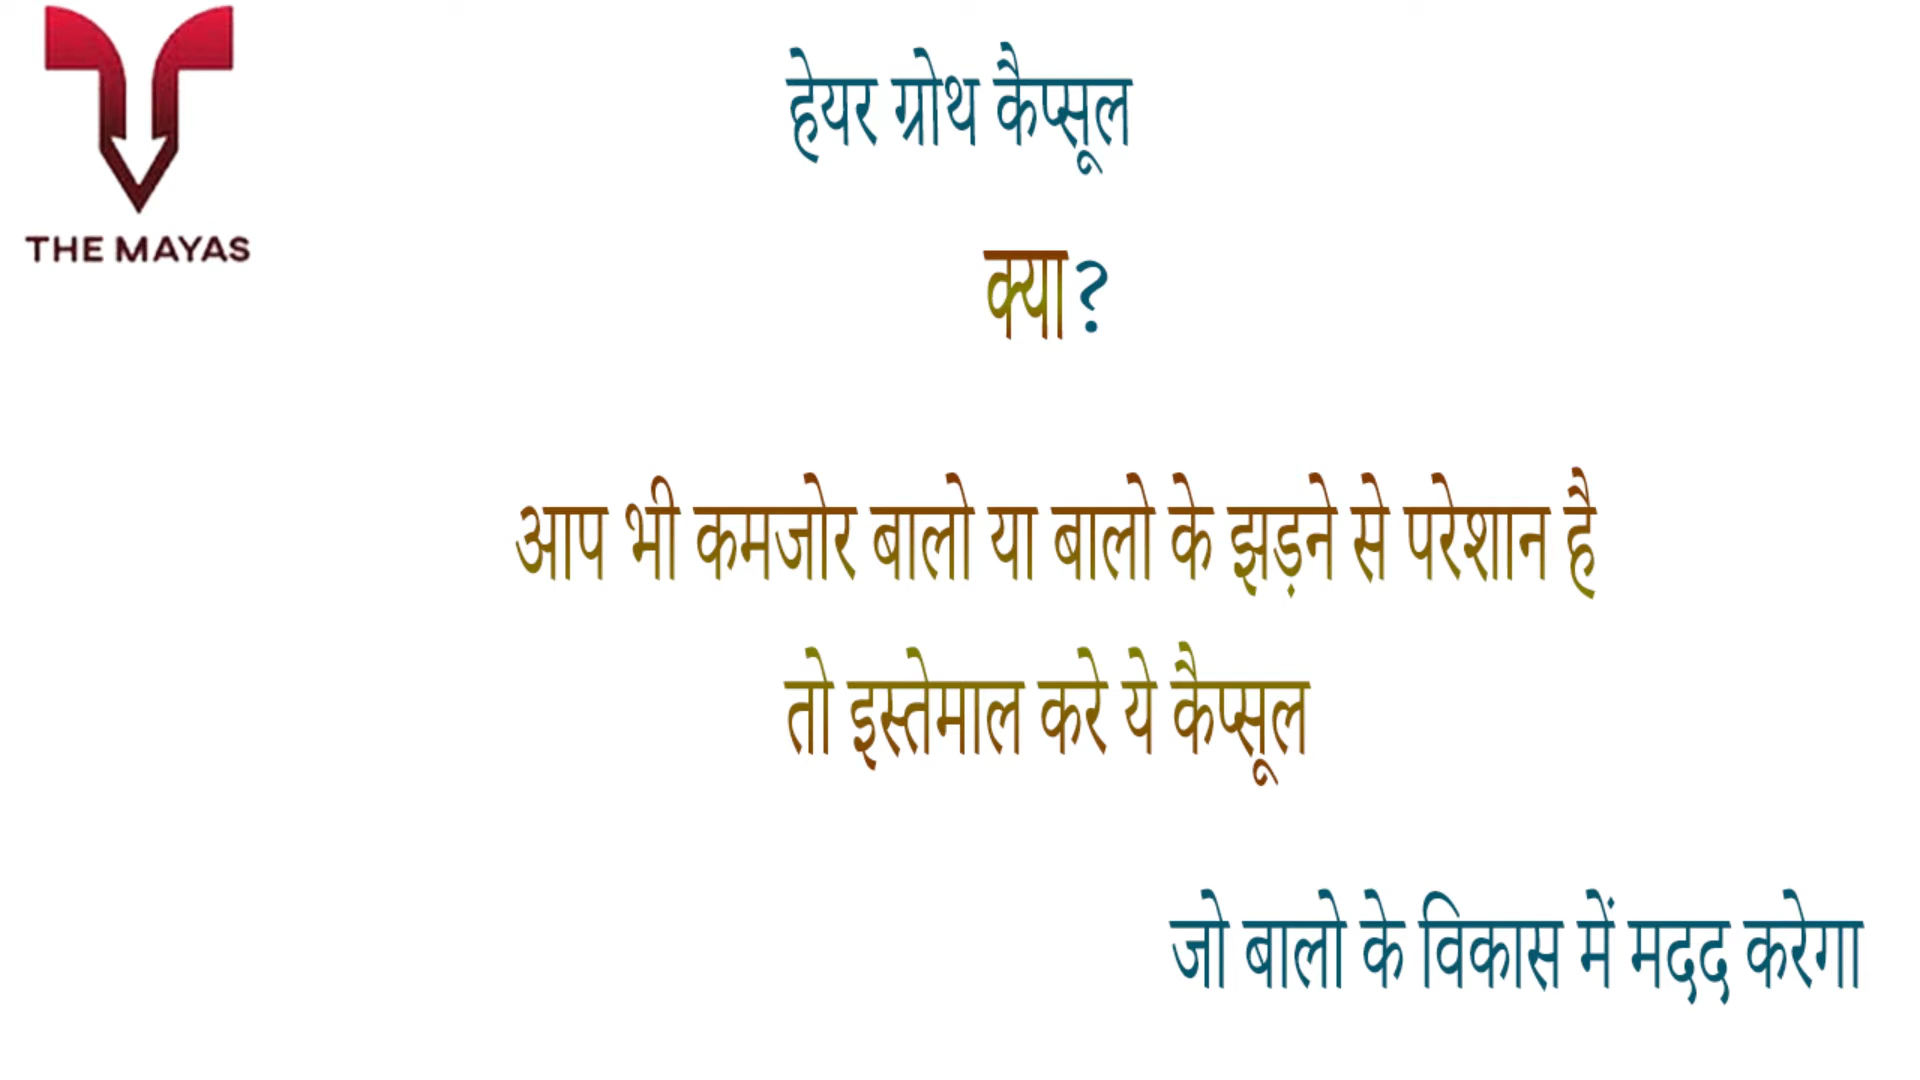 THE MAYAS
हेयर ग्रोथ कैप्सूल
क्या?
आप भी कमजोर बालो या बालो के झड़ने से परेशान है
तो इस्तेमाल करे ये कैप्सूल
जो बालो के विकास में मदद करेगा